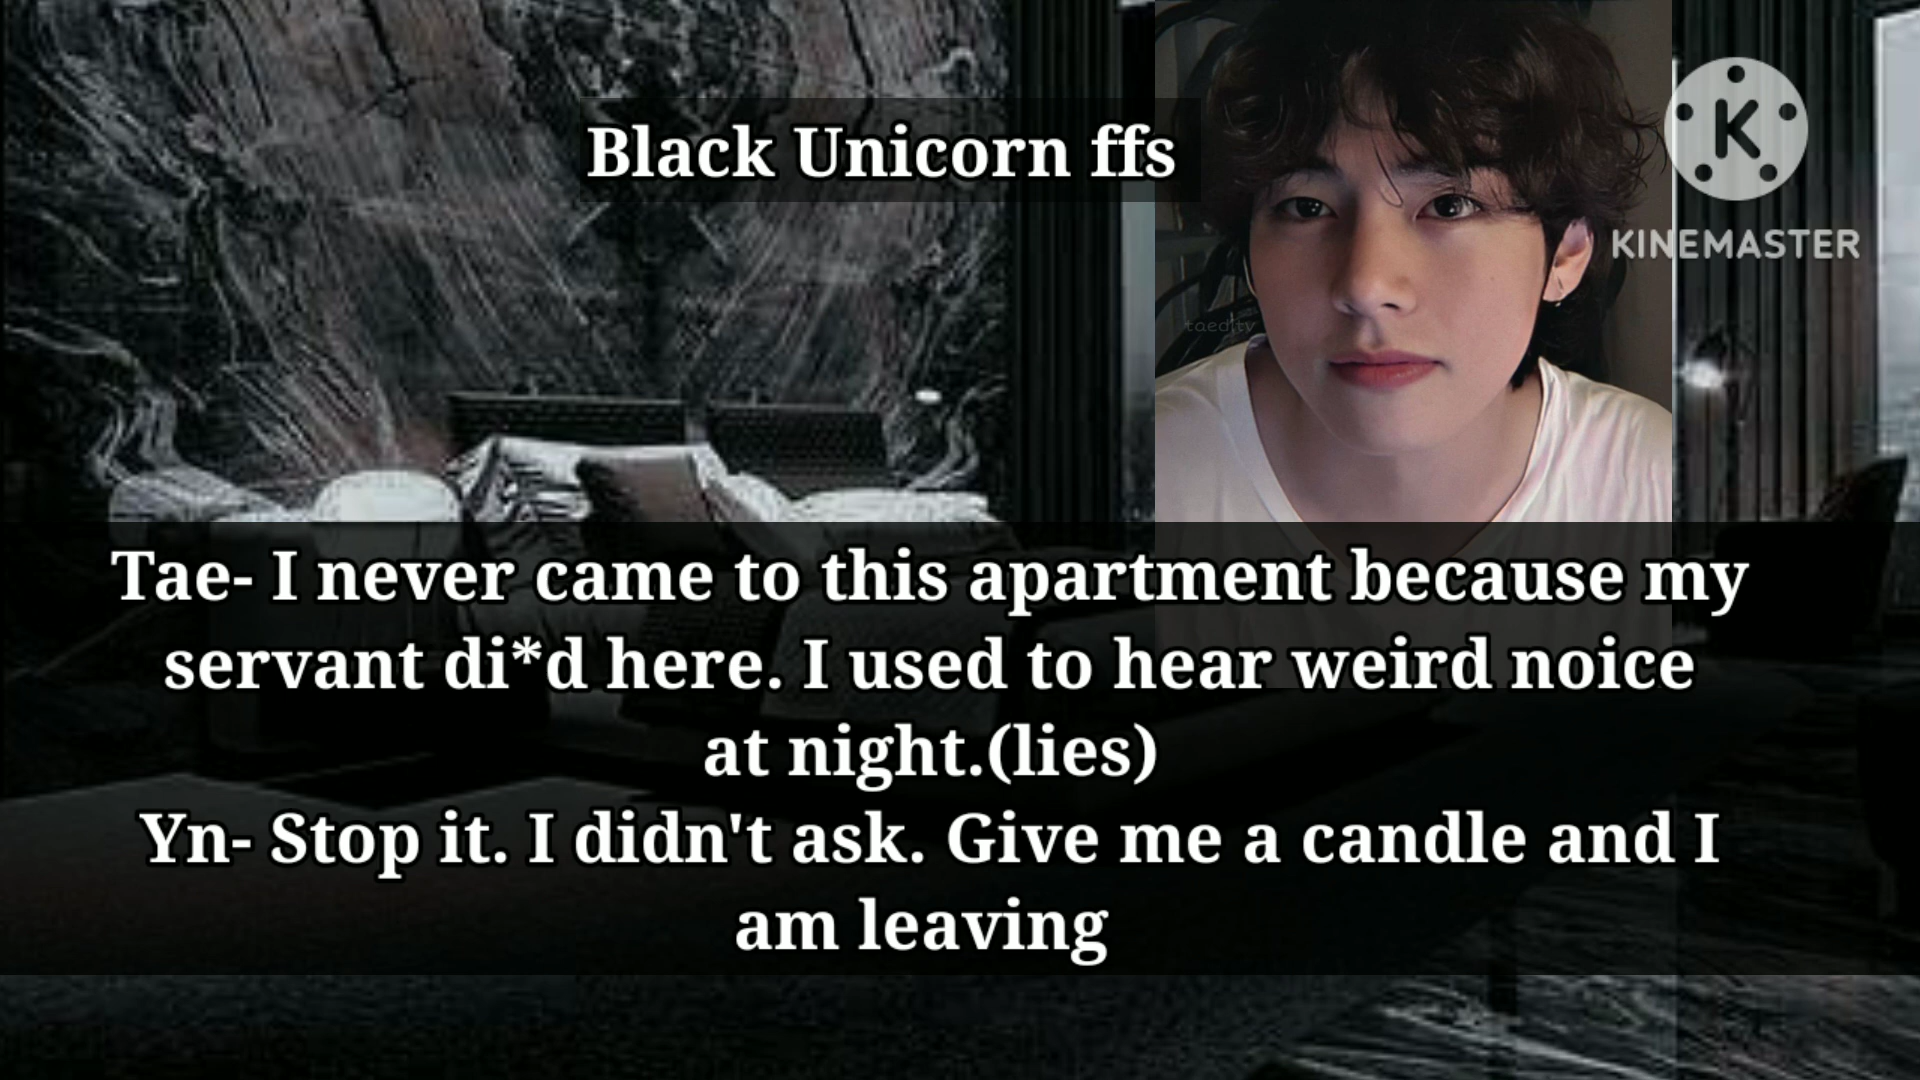 Black Unicorn ffs
K
KINEMASTER
taedltv
Tae- I never came to this apartment because my
servant di*d here. I used to hear weird noice
at night.(lies)
Yn- Stop it. I didn't ask. Give me a candle and I
am leaving